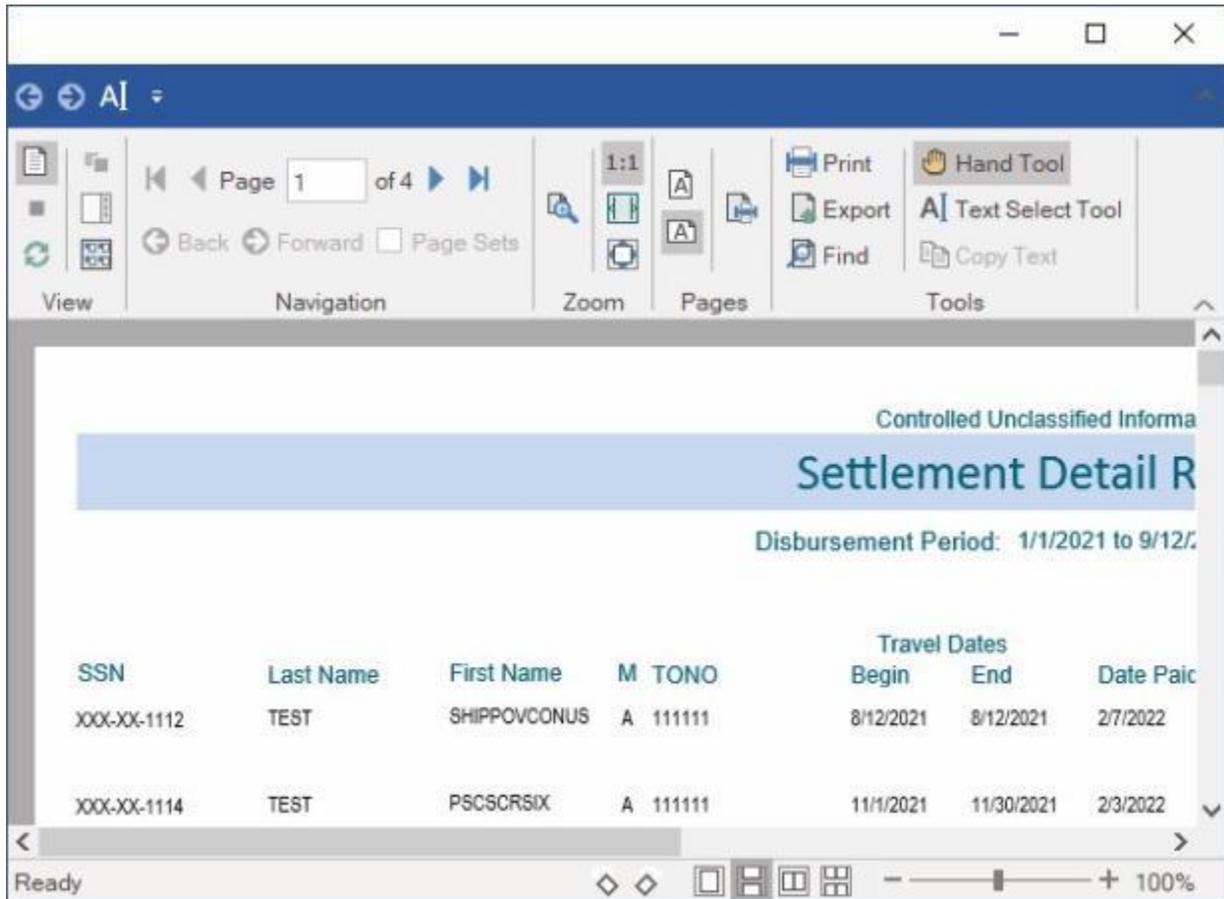 Page 1 of 4
Back Forward Page Sets
1:1
Print
Export
Find
Hand Tool
Text Select Tool
Copy Text
View Navigation Zoom Pages Tools
Controlled Unclassified Informa
Settlement Detail R
Disbursement Period: 1/1/2021 to 9/12/
Travel Dates
SSN Last Name First Name M TONO Begin End Date Paid
XXX-XX-1112 TEST SHIPPOVCONUS A 111111 8/12/2021 8/12/2021 2/7/2022
XXX-XX-1114 TEST PSCSCRSIX A 111111 11/1/2021 11/30/2021 2/3/2022
Ready 100%